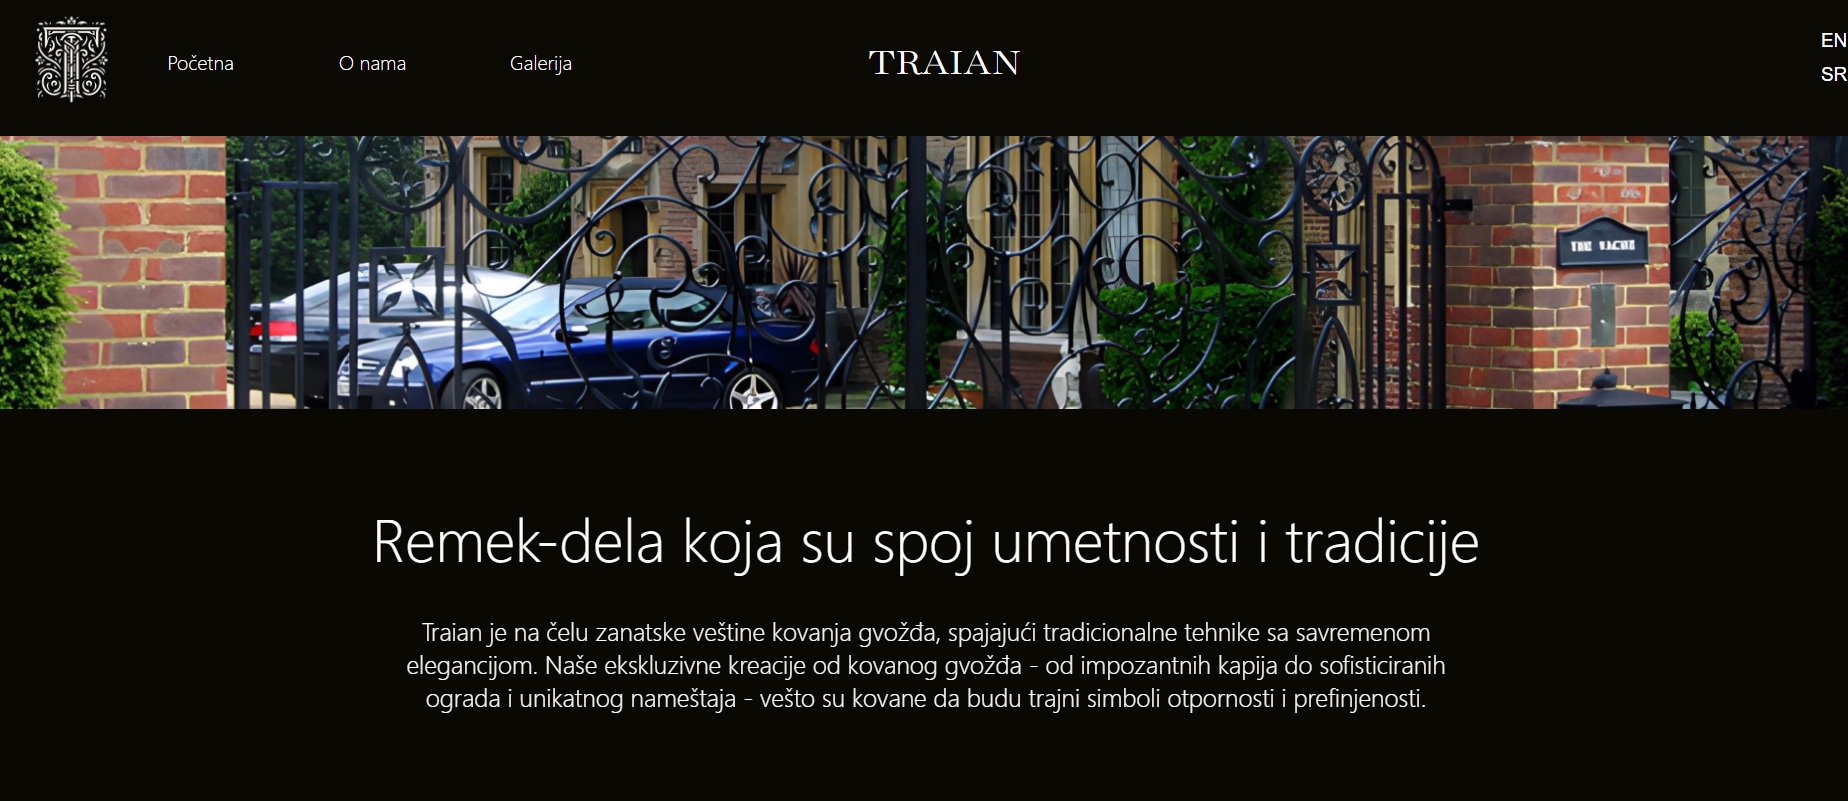 Početna
O nama
Galerija
TRAIAN
EN
SR
Remek-dela koja su spoj umetnosti i tradicije
Traian je na čelu zanatske veštine kovanja gvožđa, spajajući tradicionalne tehnike sa savremenom
elegancijom. Naše ekskluzivne kreacije od kovanog gvožđa - od impozantnih kapija do sofisticiranih
ograda i unikatnog nameštaja - vešto su kovane da budu trajni simboli otpornosti i prefinjenosti.